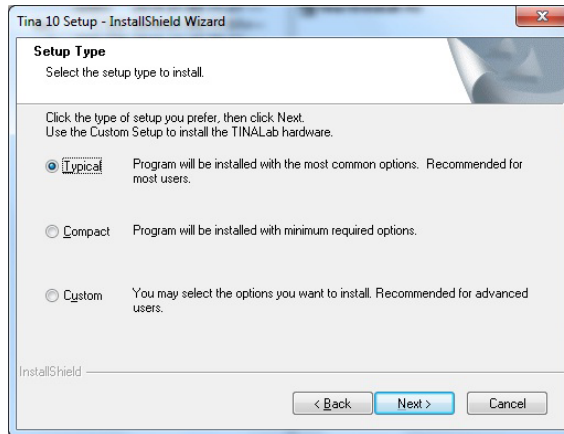 Tina 10 Setup - InstallShield Wizard
Setup Type
Select the setup type to install.
Click the type of setup you prefer, then click Next.
Use the Custom Setup to install the TINALab hardware.
Typical Program will be installed with the most common options. Recommended for
most users.
Compact Program will be installed with minimum required options.
Custom You may select the options you want to install. Recommended for advanced
users.
InstallShield
< Back Next > Cancel